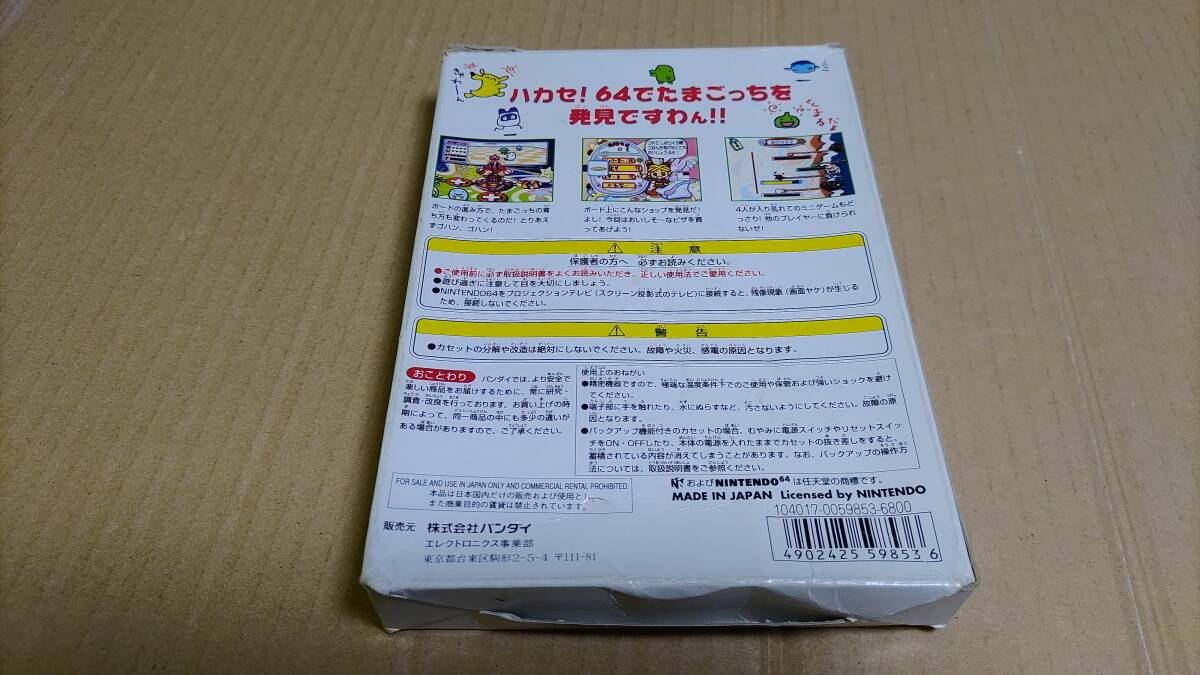 ハカセ! 64でたまごっちを
発見ですわん!!
ボードの進み方で、たまごっちの育
ち方も変わってくるのだ! とりあえ
ずゴハン、ゴハン!
ボード上にこんなショップを発見だ!
よし! 今回はおいしそ〜なピザを買
ってあげよう!
4人が入り乱れてのミニゲームもど
っさり! 他のプレイヤーに負けられ
ないゼ!
注意
保護者の方へ 必ずお読みください。
●ご使用前に必ず取扱説明書をよくお読みいただき、正しい使用法でご愛用ください。
●遊び過ぎに注意して目を大切にしましょう。
●NINTENDO64をプロジェクションテレビ(スクリーン投影式のテレビ)に接続すると、残像現象(画面ヤケ)が生じる
ため、接続しないでください。
警告
●カセットの分解や改造は絶対にしないでください。故障や火災、感電の原因となります。
おことわり
バンダイでは、より安全で
楽しい商品をお届けするために、常に研究・
調査・改良を行っております。お買い上げの時
期によって、同一商品の中にも多少の違いが
ある場合がありますので、ご了承ください。
使用上のおねがい
●精密機器ですので、極端な温度条件下でのご使用や保管および強いショックを避け
てください。
●端子部に手を触れたり、水にぬらすなど、汚さないようにしてください。故障の原
因となります。
●バックアップ機能付きのカセットの場合、むやみに電源スイッチやリセットスイッ
チをON・OFFしたり、本体の電源を入れたままでカセットの抜き差しをすると、
蓄積されている内容が消えてしまうことがあります。なお、バックアップの操作方
法については、取扱説明書をご参照ください。
FOR SALE AND USE IN JAPAN ONLY AND COMMERCIAL RENTAL PROHIBITED.
本品は日本国内だけの販売および使用とし、
また商業目的の賃貸は禁止されています。
およびNINTENDO64は任天堂の商標です。
MADE IN JAPAN Licensed by NINTENDO
104017-0059853-6800
4902425 598536
販売元 株式会社バンダイ
エレクトロニクス事業部
東京都台東区駒形2-5-4 〒111-81